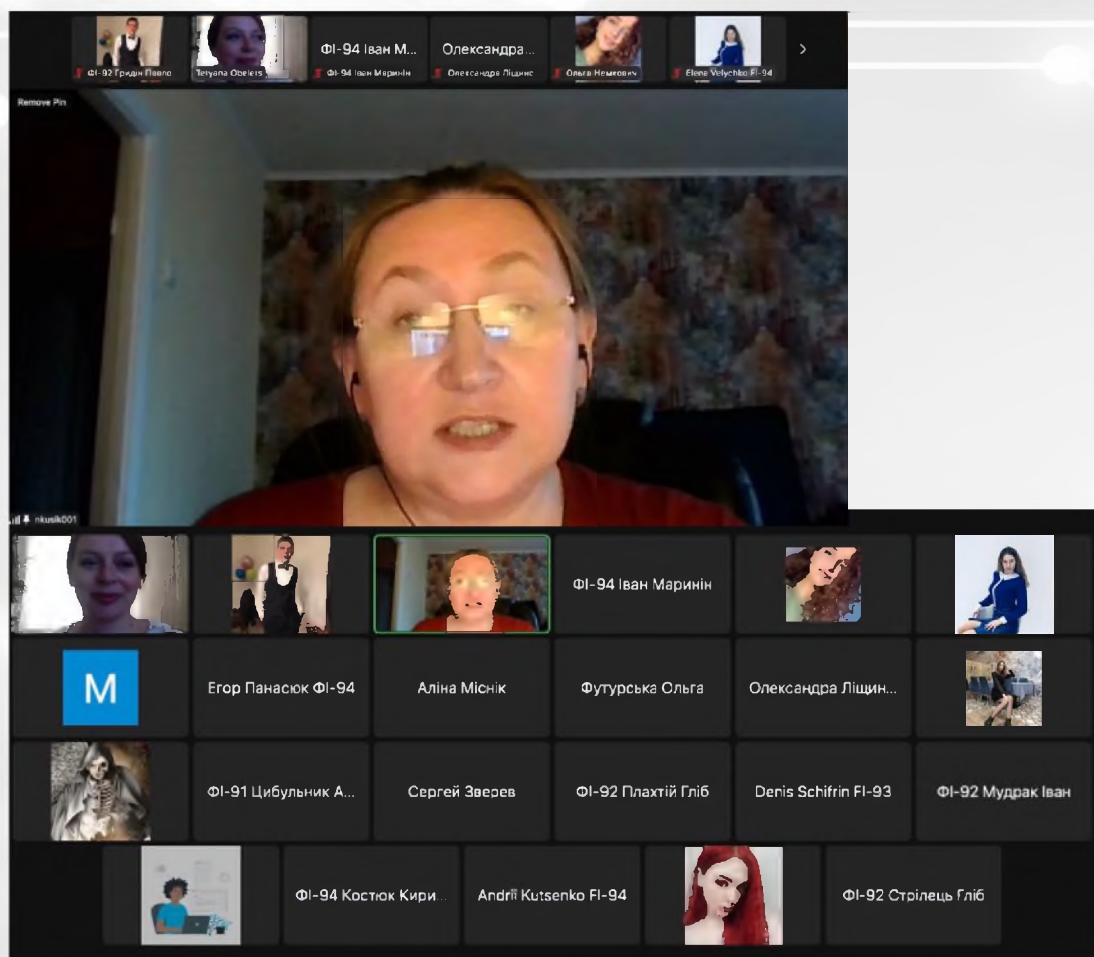 ФІ-94 Іван М...
Олександра...
ФІ-92 Гридін Павло
Tetyana Obelets
ФІ-94 Іван Маринін
Олександра Ліщинс
Ольга Немкович
Elena Velychko FI-94
Remove Pin
nkusik001
ФІ-94 Іван Маринін
М
Егор Панасюк ФІ-94
Аліна Міснік
Футурська Ольга
Олександра Ліщин...
ФІ-91 Цибульник А...
Сергей Зверев
ФІ-92 Плахтій Гліб
Denis Schifrin FI-93
ФІ-92 Мудрак Іван
ФІ-94 Костюк Кири...
Andrii Kutsenko FI-94
ФІ-92 Стрілець Гліб